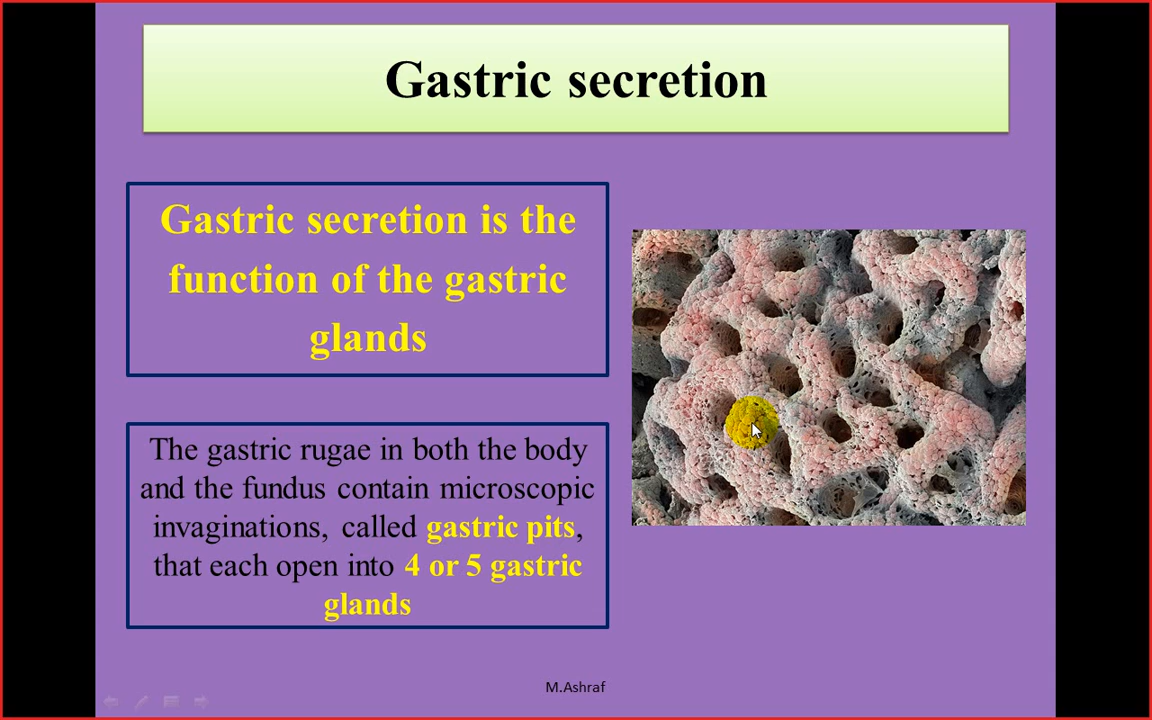 Gastric secretion
Gastric secretion is the
function of the gastric
glands
The gastric rugae in both the body
and the fundus contain microscopic
invaginations, called gastric pits,
that each open into 4 or 5 gastric
glands
M.Ashraf